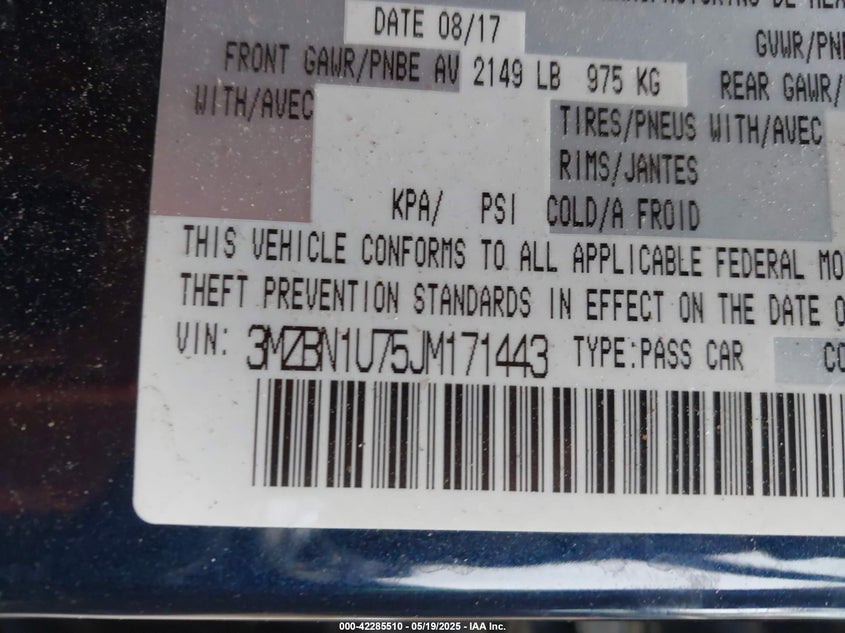 DATE 08/17
GVWR/PN
FRONT GAWR/PNBE AV 2149 LB 975 KG
REAR GAWR/
WITH/AVEC
TIRES/PNEUS WITH/AVEC
RIMS/JANTES
KPA/ PSI COLD/A FROID
THIS VEHICLE CONFORMS TO ALL APPLICABLE FEDERAL MO
THEFT PREVENTION STANDARDS IN EFFECT ON THE DATE O
VIN: 3MZBN1U75JM171443 TYPE:PASS CAR CO
000-42285510 - 05/19/2025 - IAA Inc.